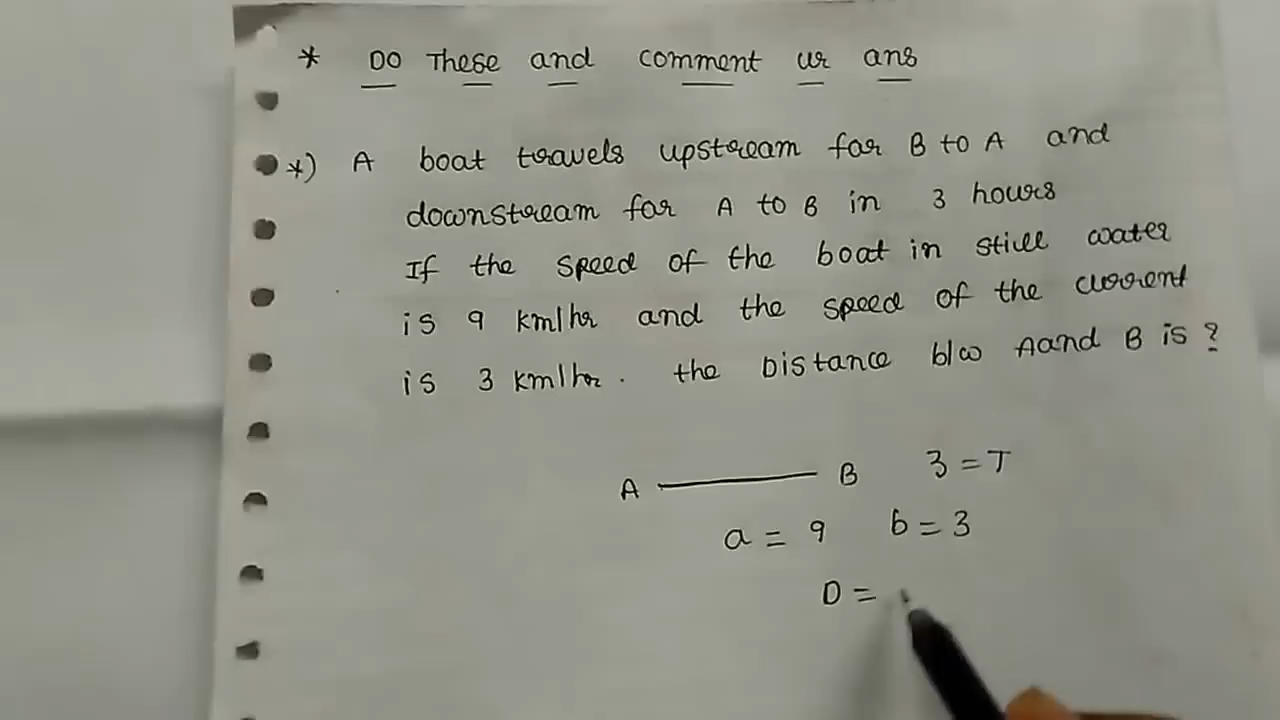 * DO These and comment ur ans
*) A boat travels upstream for B to A and
downstream for A to B in 3 hours
If the speed of the boat in still water
is 9 km/hr and the speed of the current
is 3 km/hr. the Distance b/w A and B is ?
A B 3 = T
a = 9 b = 3
D =